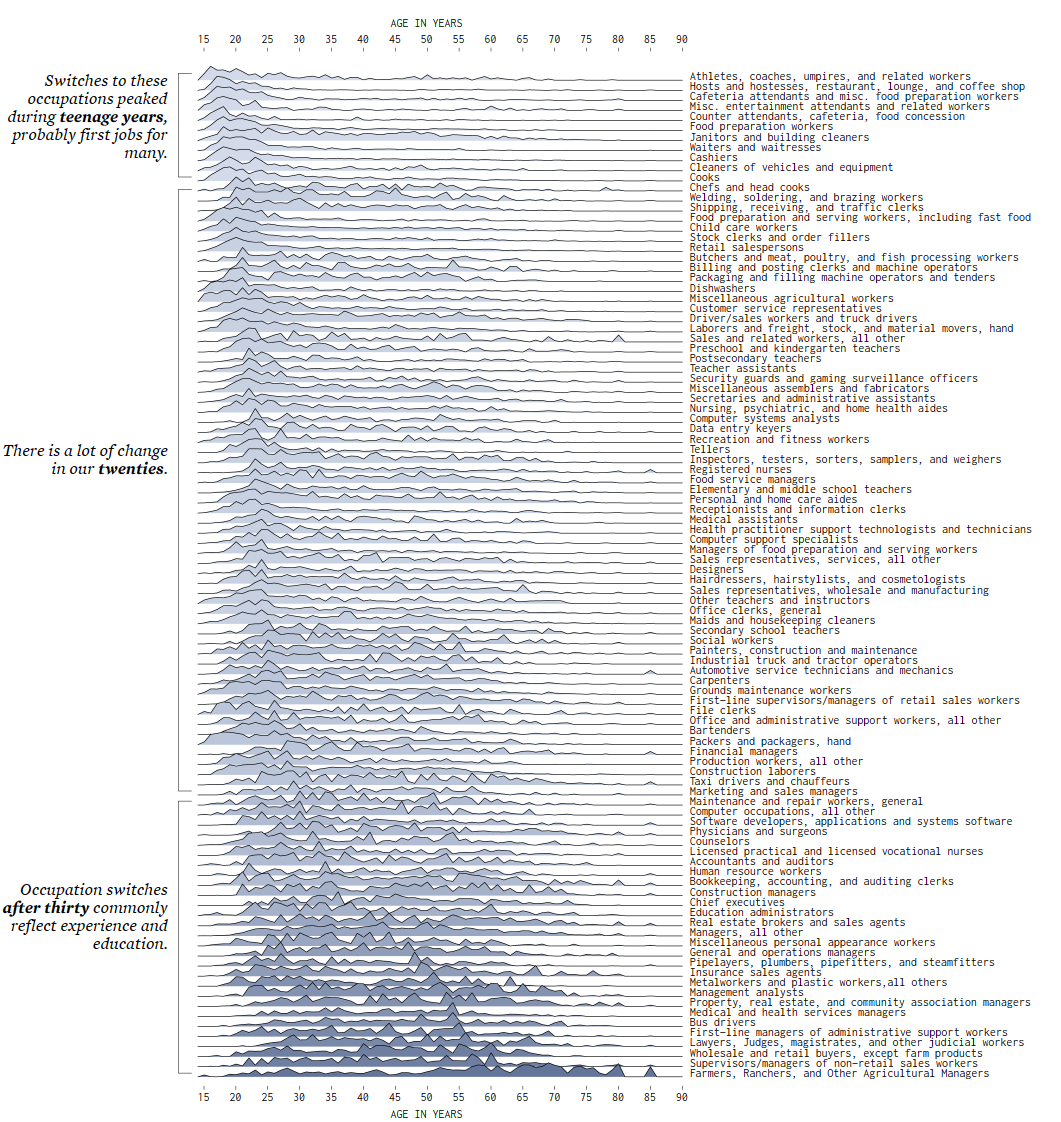 AGE IN YEARS
15 20 25 30 35 40 45 50 55 60 65 70 75 80 85 90
Switches to these
occupations peaked
during teenage years,
probably first jobs for
many.
Athletes, coaches, umpires, and related workers
Hosts and hostesses, restaurant, lounge, and coffee shop
Cafeteria attendants and misc. food preparation workers
Misc. entertainment attendants and related workers
Counter attendants, cafeteria, food concession
Food preparation workers
Janitors and building cleaners
Waiters and waitresses
Cashiers
Cleaners of vehicles and equipment
Cooks
There is a lot of change
in our twenties.
Chefs and head cooks
Welding, soldering, and brazing workers
Shipping, receiving, and traffic clerks
Food preparation and serving workers, including fast food
Child care workers
Stock clerks and order fillers
Retail salespersons
Butchers and meat, poultry, and fish processing workers
Billing and posting clerks and machine operators
Packaging and filling machine operators and tenders
Dishwashers
Miscellaneous agricultural workers
Customer service representatives
Driver/sales workers and truck drivers
Laborers and freight, stock, and material movers, hand
Sales and related workers, all other
Preschool and kindergarten teachers
Postsecondary teachers
Teacher assistants
Security guards and gaming surveillance officers
Miscellaneous assemblers and fabricators
Secretaries and administrative assistants
Nursing, psychiatric, and home health aides
Computer systems analysts
Data entry keyers
Recreation and fitness workers
Tellers
Inspectors, testers, sorters, samplers, and weighers
Registered nurses
Food service managers
Elementary and middle school teachers
Personal and home care aides
Receptionists and information clerks
Medical assistants
Health practitioner support technologists and technicians
Computer support specialists
Managers of food preparation and serving workers
Sales representatives, services, all other
Designers
Hairdressers, hairstylists, and cosmetologists
Sales representatives, wholesale and manufacturing
Other teachers and instructors
Office clerks, general
Maids and housekeeping cleaners
Secondary school teachers
Social workers
Painters, construction and maintenance
Industrial truck and tractor operators
Automotive service technicians and mechanics
Carpenters
Grounds maintenance workers
First-line supervisors/managers of retail sales workers
File clerks
Office and administrative support workers, all other
Bartenders
Packers and packagers, hand
Financial managers
Production workers, all other
Construction laborers
Taxi drivers and chauffeurs
Marketing and sales managers
Occupation switches
after thirty commonly
reflect experience and
education.
Maintenance and repair workers, general
Computer occupations, all other
Software developers, applications and systems software
Physicians and surgeons
Counselors
Licensed practical and licensed vocational nurses
Accountants and auditors
Human resource workers
Bookkeeping, accounting, and auditing clerks
Construction managers
Chief executives
Education administrators
Real estate brokers and sales agents
Managers, all other
Miscellaneous personal appearance workers
General and operations managers
Pipelayers, plumbers, pipefitters, and steamfitters
Insurance sales agents
Metalworkers and plastic workers,all others
Management analysts
Property, real estate, and community association managers
Medical and health services managers
Bus drivers
First-line managers of administrative support workers
Lawyers, Judges, magistrates, and other judicial workers
Wholesale and retail buyers, except farm products
Supervisors/managers of non-retail sales workers
Farmers, Ranchers, and Other Agricultural Managers
15 20 25 30 35 40 45 50 55 60 65 70 75 80 85 90
AGE IN YEARS